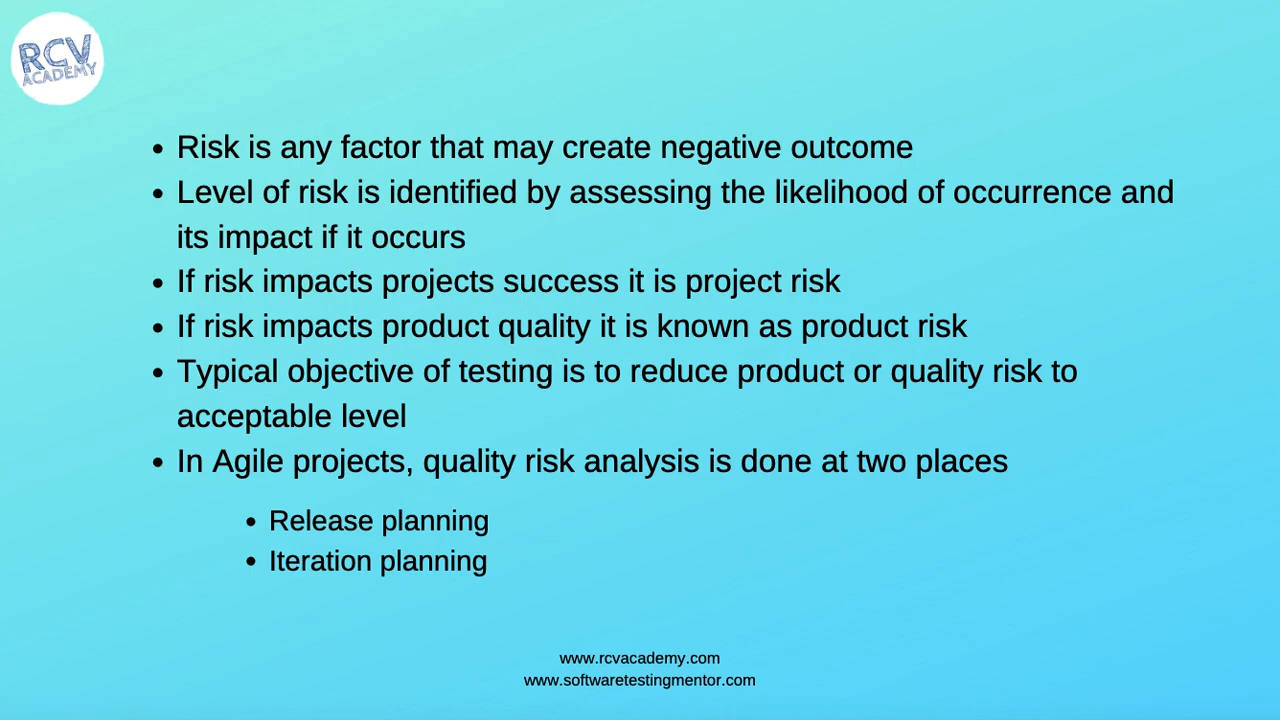 RCV
ACADEMY
• Risk is any factor that may create negative outcome
• Level of risk is identified by assessing the likelihood of occurrence and
its impact if it occurs
• If risk impacts projects success it is project risk
• If risk impacts product quality it is known as product risk
• Typical objective of testing is to reduce product or quality risk to
acceptable level
• In Agile projects, quality risk analysis is done at two places
• Release planning
• Iteration planning
www.rcvacademy.com
www.softwaretestingmentor.com